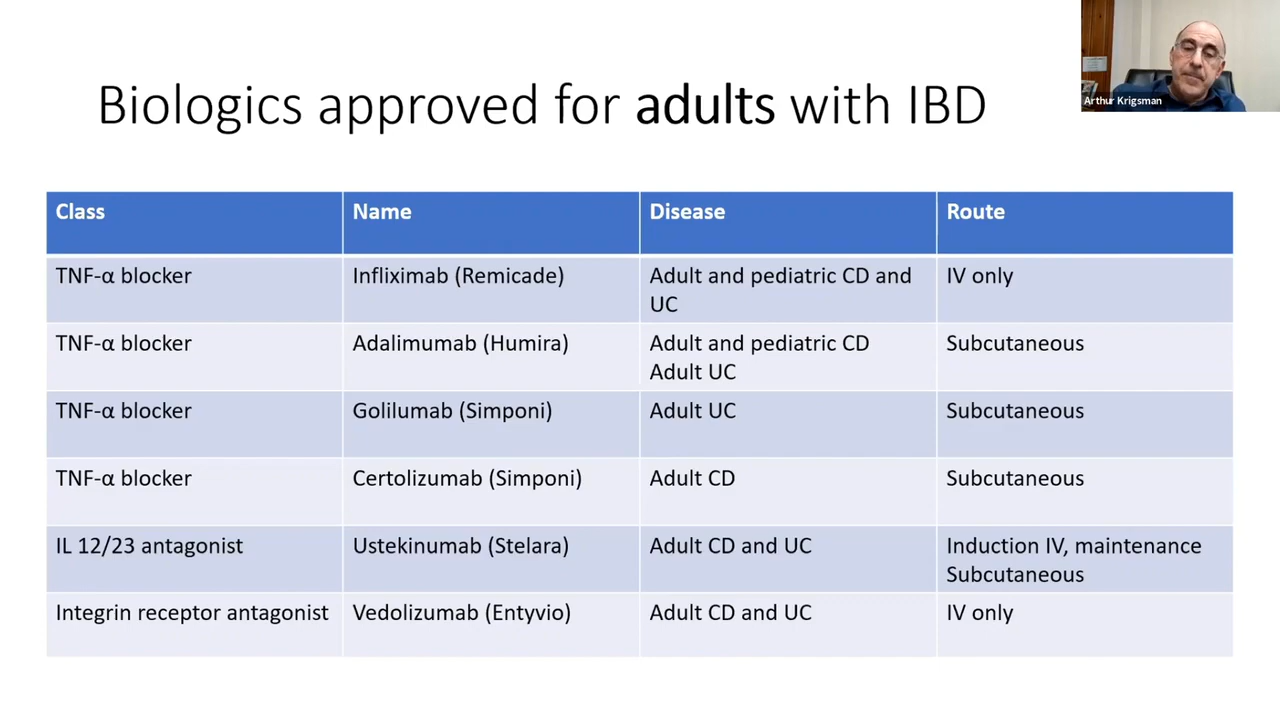 Biologics approved for adults with IBD
Arthur Krigsman
Class Name Disease Route
TNF-α blocker Infliximab (Remicade) Adult and pediatric CD and IV only
UC
TNF-α blocker Adalimumab (Humira) Adult and pediatric CD Subcutaneous
Adult UC
TNF-α blocker Golilumab (Simponi) Adult UC Subcutaneous
TNF-α blocker Certolizumab (Simponi) Adult CD Subcutaneous
IL 12/23 antagonist Ustekinumab (Stelara) Adult CD and UC Induction IV, maintenance
Subcutaneous
Integrin receptor antagonist Vedolizumab (Entyvio) Adult CD and UC IV only